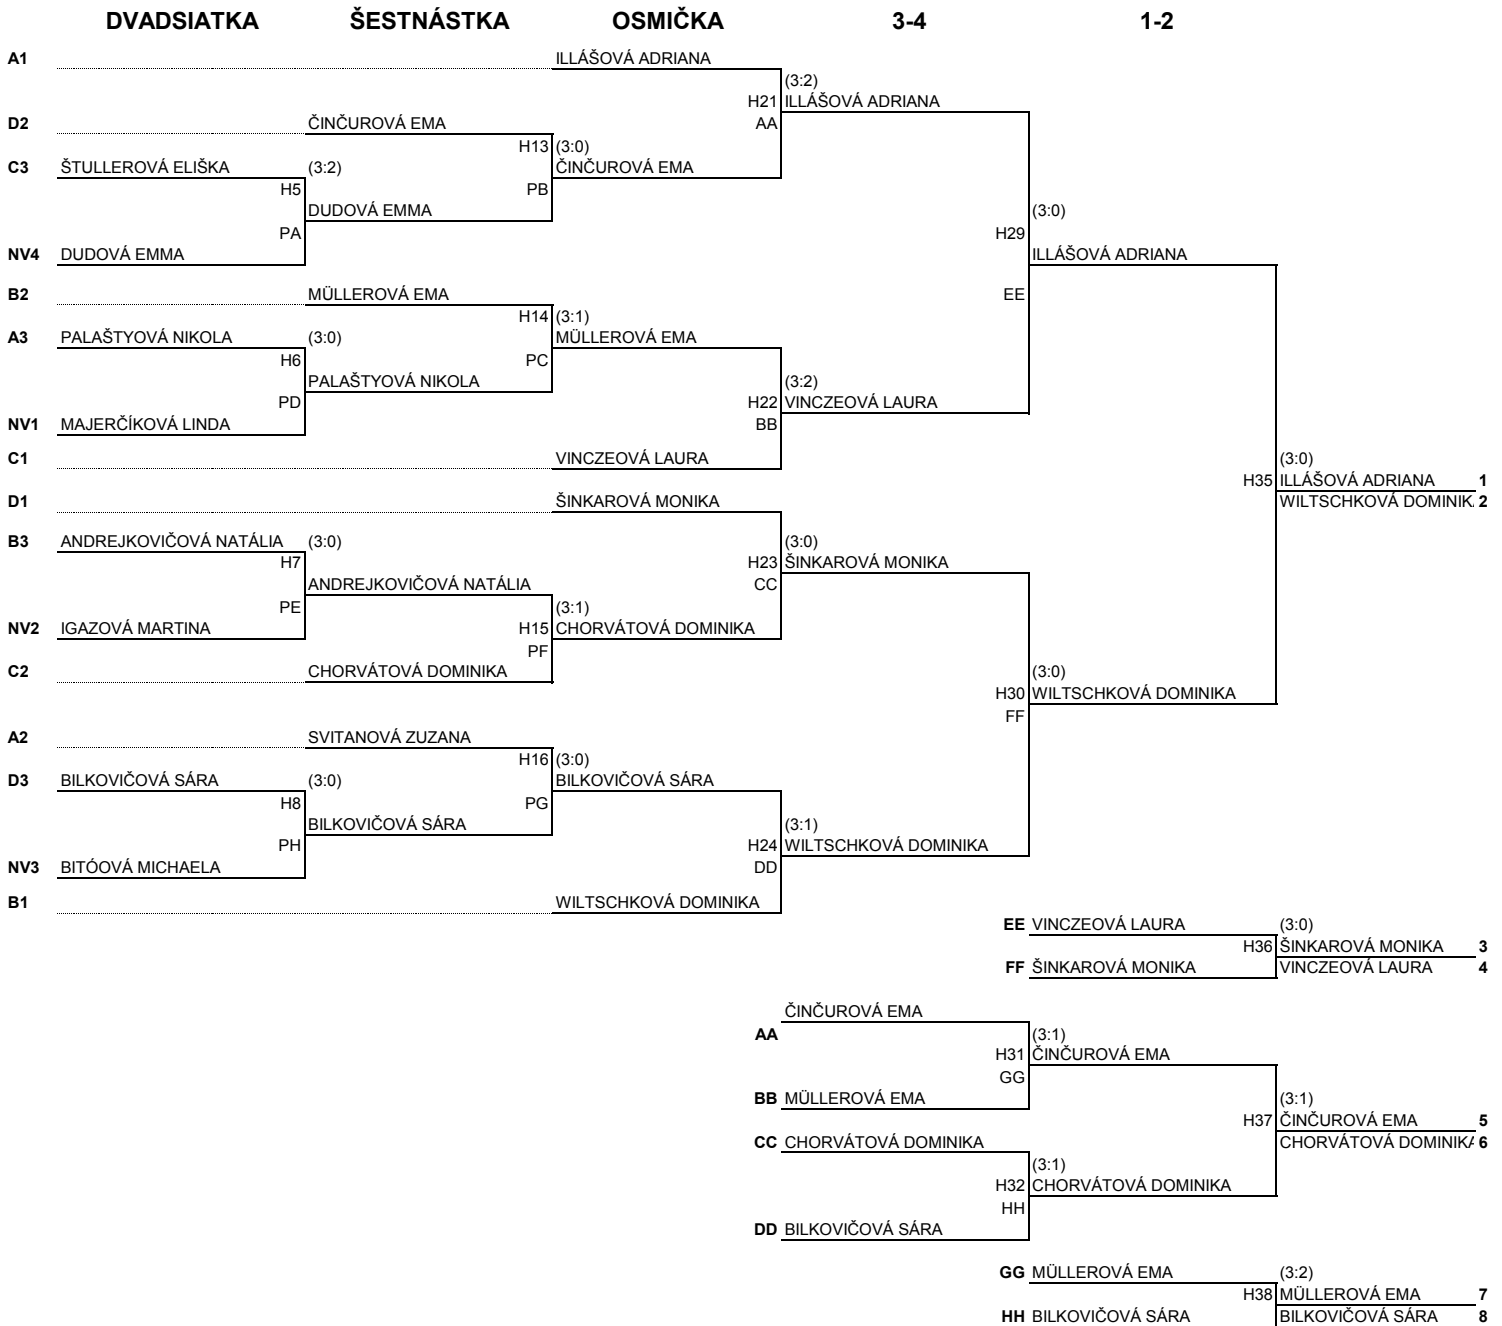 DVADSIATKA ŠESTNÁSTKA OSMIČKA 3-4 1-2
A1 ILLÁŠOVÁ ADRIANA
(3:2)
H21 ILLÁŠOVÁ ADRIANA
D2 ČINČUROVÁ EMA AA
H13 (3:0)
C3 ŠTULLEROVÁ ELIŠKA (3:2) ČINČUROVÁ EMA
H5 PB
DUDOVÁ EMMA (3:0)
PA H29
NV4 DUDOVÁ EMMA ILLÁŠOVÁ ADRIANA
B2 MÜLLEROVÁ EMA EE
H14 (3:1)
A3 PALAŠTYOVÁ NIKOLA (3:0) MÜLLEROVÁ EMA
H6 PC
PALAŠTYOVÁ NIKOLA (3:2)
PD H22 VINCZEOVÁ LAURA
NV1 MAJERČÍKOVÁ LINDA BB
C1 VINCZEOVÁ LAURA (3:0)
H35 ILLÁŠOVÁ ADRIANA 1
D1 ŠINKAROVÁ MONIKA WILTSCHKOVÁ DOMINIK 2
B3 ANDREJKOVIČOVÁ NATÁLIA (3:0) (3:0)
H7 H23 ŠINKAROVÁ MONIKA
ANDREJKOVIČOVÁ NATÁLIA CC
PE (3:1)
NV2 IGAZOVÁ MARTINA H15 CHORVÁTOVÁ DOMINIKA
PF
C2 CHORVÁTOVÁ DOMINIKA (3:0)
H30 WILTSCHKOVÁ DOMINIKA
FF
A2 SVITANOVÁ ZUZANA
H16 (3:0)
D3 BILKOVIČOVÁ SÁRA (3:0) BILKOVIČOVÁ SÁRA
H8 PG
BILKOVIČOVÁ SÁRA (3:1)
PH H24 WILTSCHKOVÁ DOMINIKA
NV3 BITÓOVÁ MICHAELA DD
B1 WILTSCHKOVÁ DOMINIKA
EE VINCZEOVÁ LAURA (3:0)
H36 ŠINKAROVÁ MONIKA 3
FF ŠINKAROVÁ MONIKA VINCZEOVÁ LAURA 4
ČINČUROVÁ EMA
AA (3:1)
H31 ČINČUROVÁ EMA
GG
BB MÜLLEROVÁ EMA (3:1)
H37 ČINČUROVÁ EMA 5
CC CHORVÁTOVÁ DOMINIKA CHORVÁTOVÁ DOMINIKA 6
(3:1)
H32 CHORVÁTOVÁ DOMINIKA
HH
DD BILKOVIČOVÁ SÁRA
GG MÜLLEROVÁ EMA (3:2)
H38 MÜLLEROVÁ EMA 7
HH BILKOVIČOVÁ SÁRA BILKOVIČOVÁ SÁRA 8